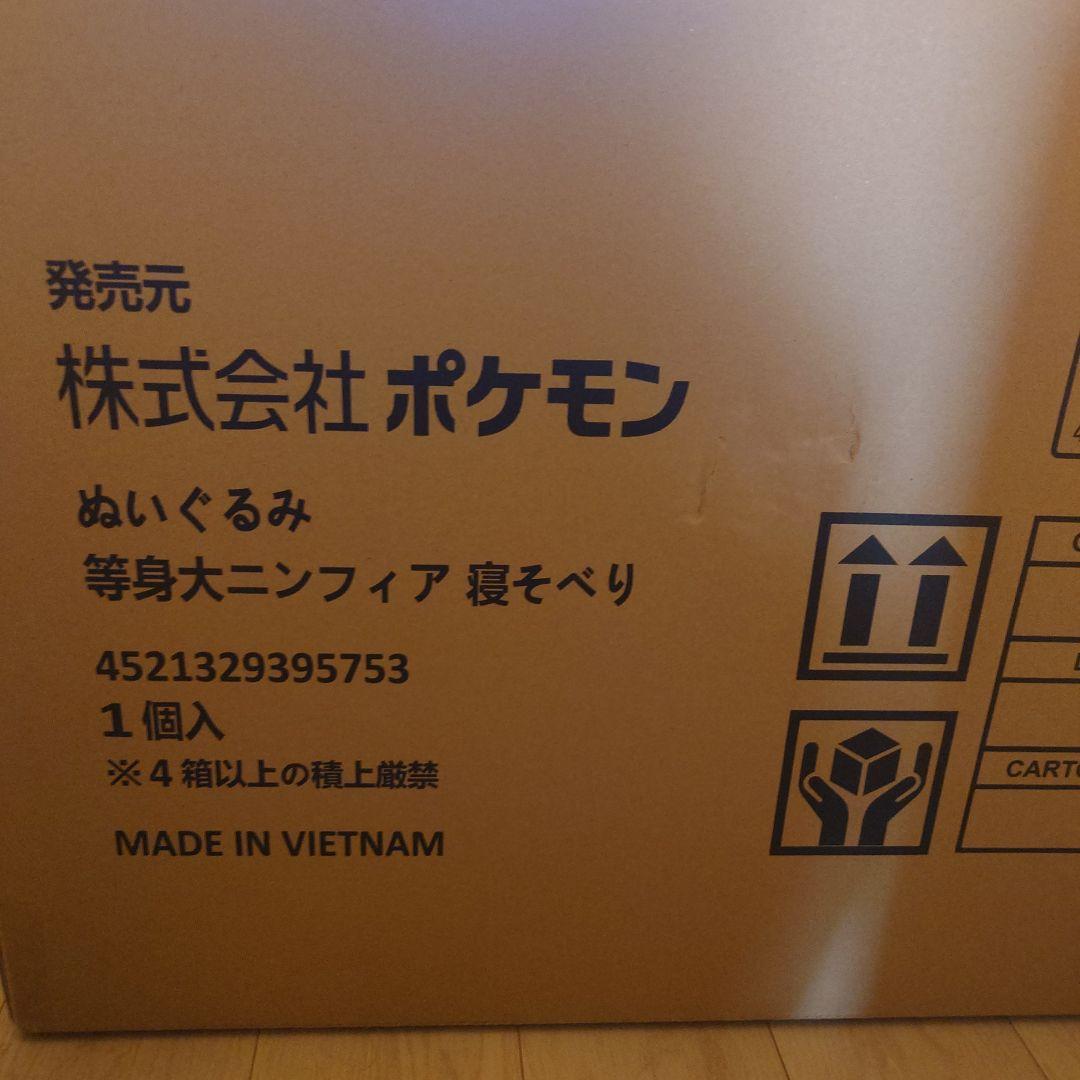 発売元
株式会社ポケモン
ぬいぐるみ
等身大ニンフィア 寝そべり
4521329395753
1個入
※4箱以上の積上厳禁
MADE IN VIETNAM